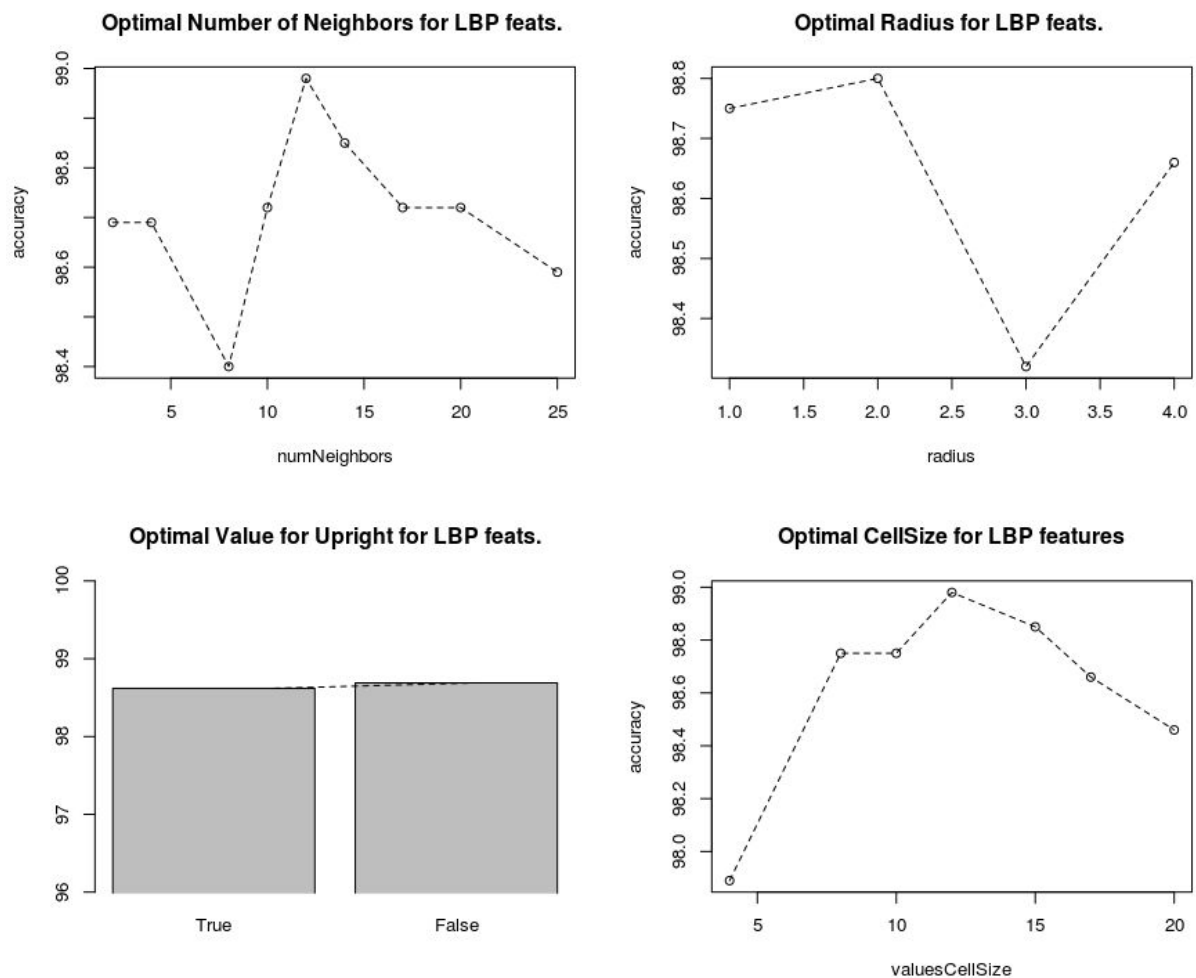 Optimal Number of Neighbors for LBP feats.
99.0
98.8
98.6
98.4
accuracy
5 10 15 20 25
numNeighbors
Optimal Radius for LBP feats.
98.8
98.7
98.6
98.5
98.4
accuracy
1.0 1.5 2.0 2.5 3.0 3.5 4.0
radius
Optimal Value for Upright for LBP feats.
100
99
98
97
96
True False
Optimal CellSize for LBP features
99.0
98.8
98.6
98.4
98.2
98.0
accuracy
5 10 15 20
valuesCellSize